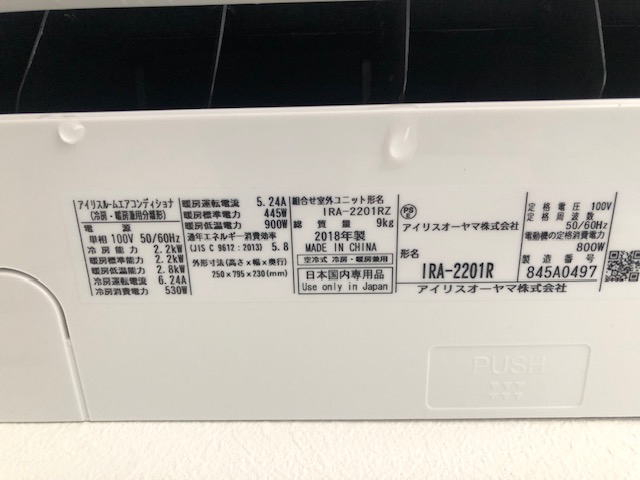 アイリスルームエアコンディショナ
(冷房・暖房兼用分離形)
電源
単相 100V 50/60Hz
冷房能力 2.2kW
暖房標準能力 2.2kW
暖房低温能力 2.8kW
冷房運転電流 6.24A
冷房消費電力 530W
暖房運転電流 5.24A
暖房標準電力 445W
暖房低温電力 900W
通年エネルギー消費効率
(JIS C 9612:2013) 5.8
外形寸法(高さ×幅×奥行)
250×795×230(mm)
組合せ室外ユニット形名
IRA-2201RZ
総質量 9kg
2018年製
MADE IN CHINA
空冷式 冷房・暖房兼用
日本国内専用品
Use only in Japan
PSE
アイリスオーヤマ株式会社
形名
IRA-2201R
定格電圧 100V
定格周波数
50/60Hz
電動機の定格消費電力
800W
製造番号
845A0497
アイリスオーヤマ株式会社
PUSH